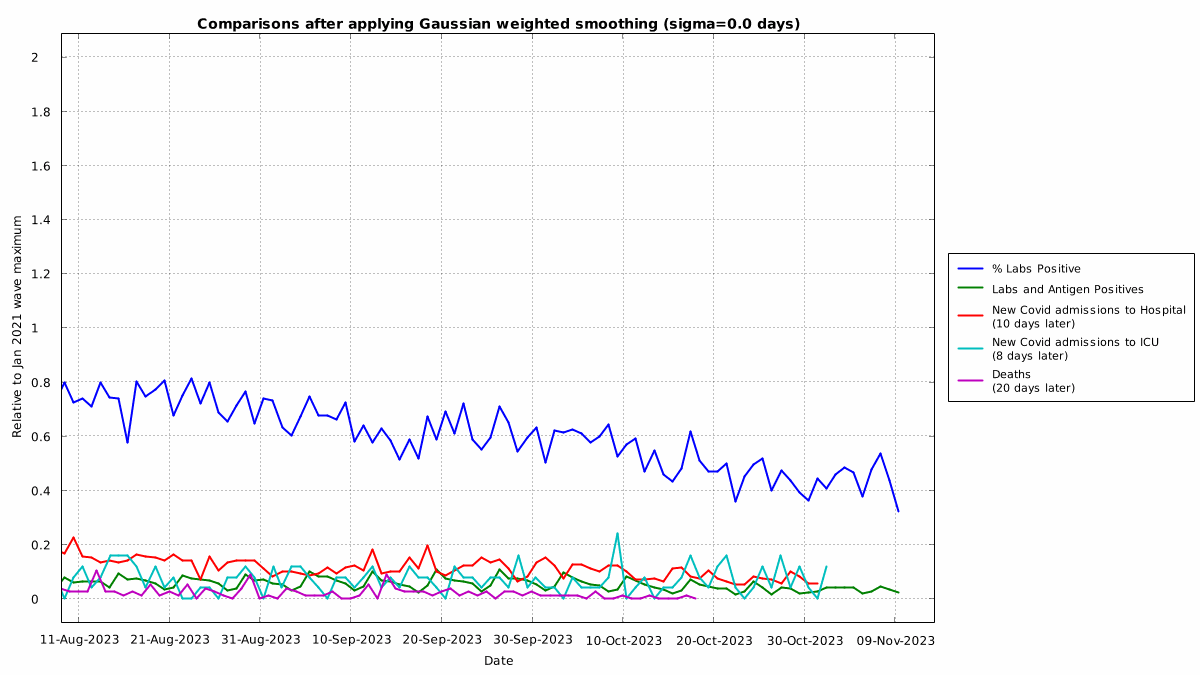 Comparisons after applying Gaussian weighted smoothing (sigma=0.0 days)
Relative to Jan 2021 wave maximum
2
1.8
1.6
1.4
1.2
1
0.8
0.6
0.4
0.2
0
11-Aug-2023 21-Aug-2023 31-Aug-2023 10-Sep-2023 20-Sep-2023 30-Sep-2023 10-Oct-2023 20-Oct-2023 30-Oct-2023 09-Nov-2023
Date
% Labs Positive
Labs and Antigen Positives
New Covid admissions to Hospital
(10 days later)
New Covid admissions to ICU
(8 days later)
Deaths
(20 days later)